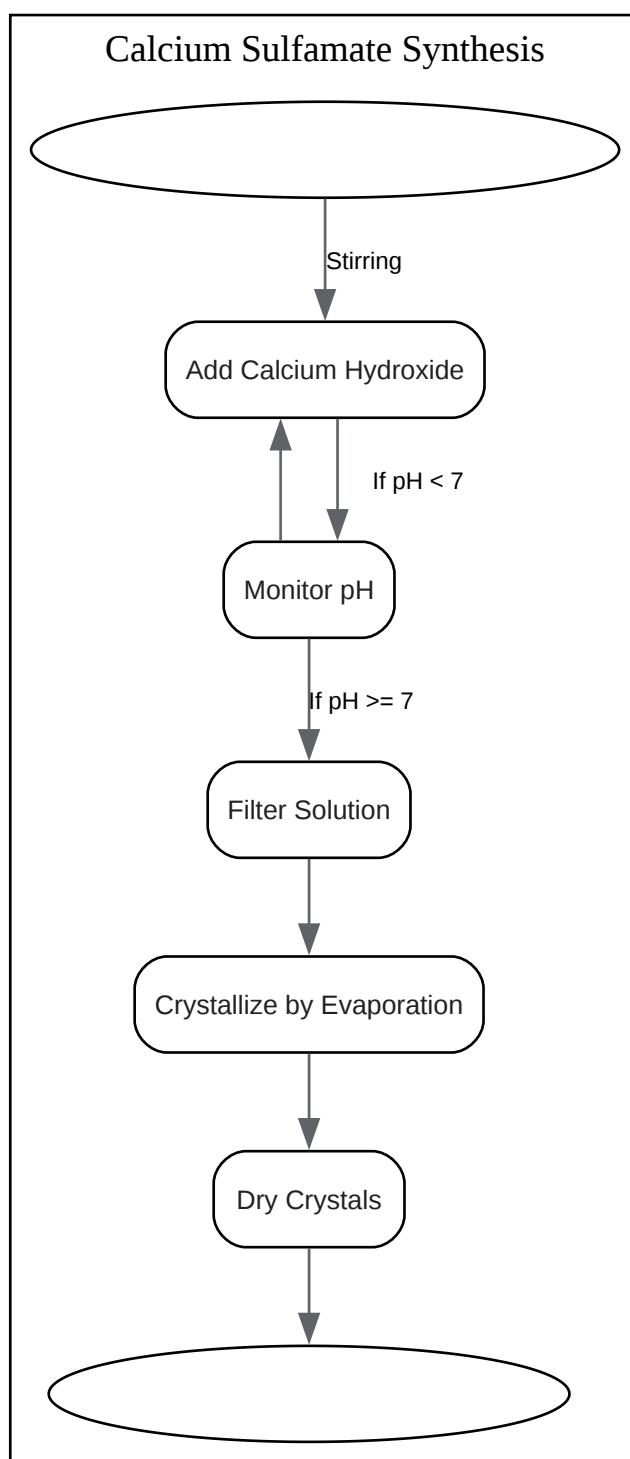 Calcium Sulfamate Synthesis
Stirring
Add Calcium Hydroxide
If pH < 7
Monitor pH
If pH >= 7
Filter Solution
Crystallize by Evaporation
Dry Crystals